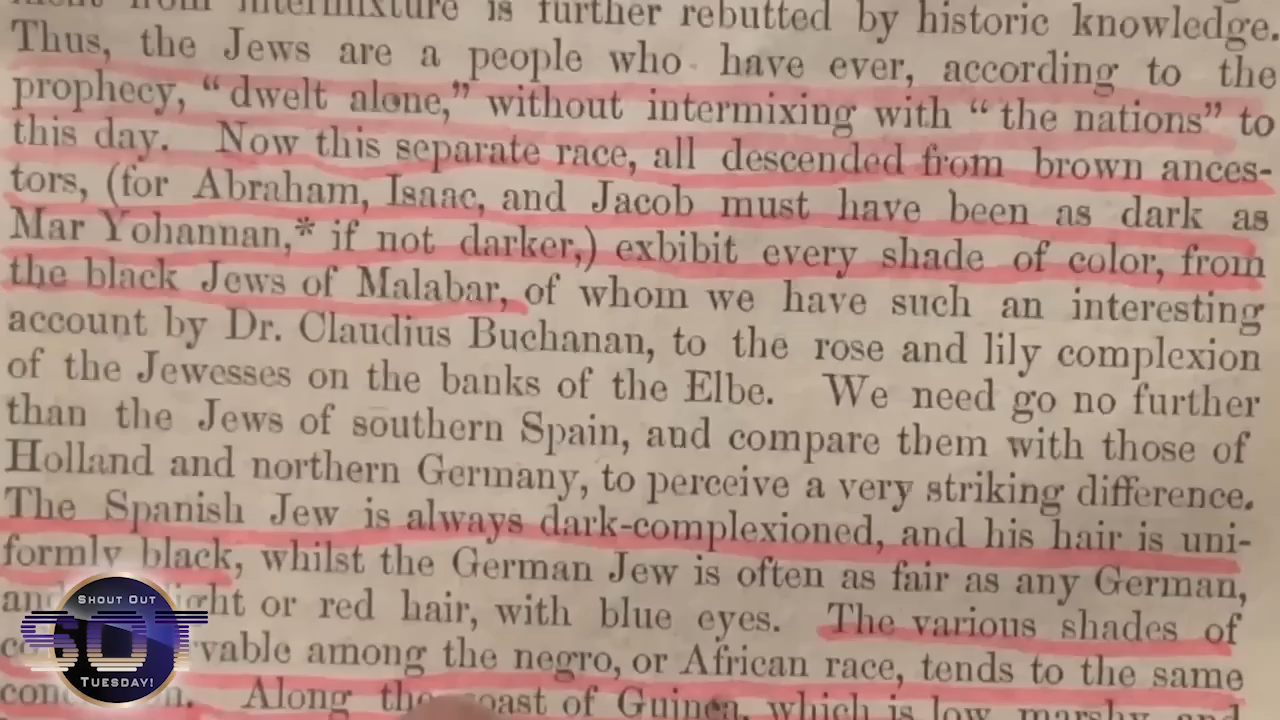 intermixture is further rebutted by historic knowledge.
Thus, the Jews are a people who have ever, according to the
prophecy, “dwelt alone,” without intermixing with “the nations” to
this day. Now this separate race, all descended from brown ances-
tors, (for Abraham, Isaac, and Jacob must have been as dark as
Mar Yohannan,* if not darker,) exbibit every shade of color, from
the black Jews of Malabar, of whom we have such an interesting
account by Dr. Claudius Buchanan, to the rose and lily complexion
of the Jewesses on the banks of the Elbe. We need go no further
than the Jews of southern Spain, and compare them with those of
Holland and northern Germany, to perceive a very striking difference.
The Spanish Jew is always dark-complexioned, and his hair is uni-
formly black, whilst the German Jew is often as fair as any German,
or red hair, with blue eyes. The various shades of
among the negro, or African race, tends to the same
Along the coast of Guinea, which is low, marshy and
SHOUT OUT
SOT
TUESDAY!